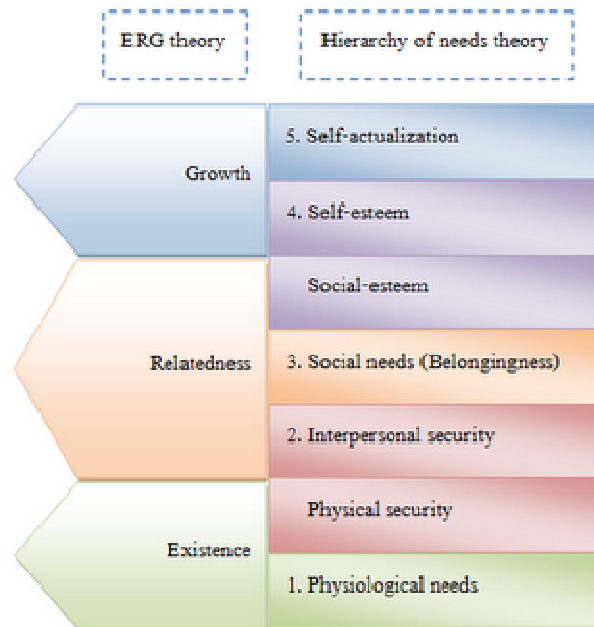 ERG theory
Hierarchy of needs theory
Growth
5. Self-actualization
4. Self-esteem
Relatedness
Social-esteem
3. Social needs (Belongingness)
2. Interpersonal security
Existence
Physical security
1. Physiological needs